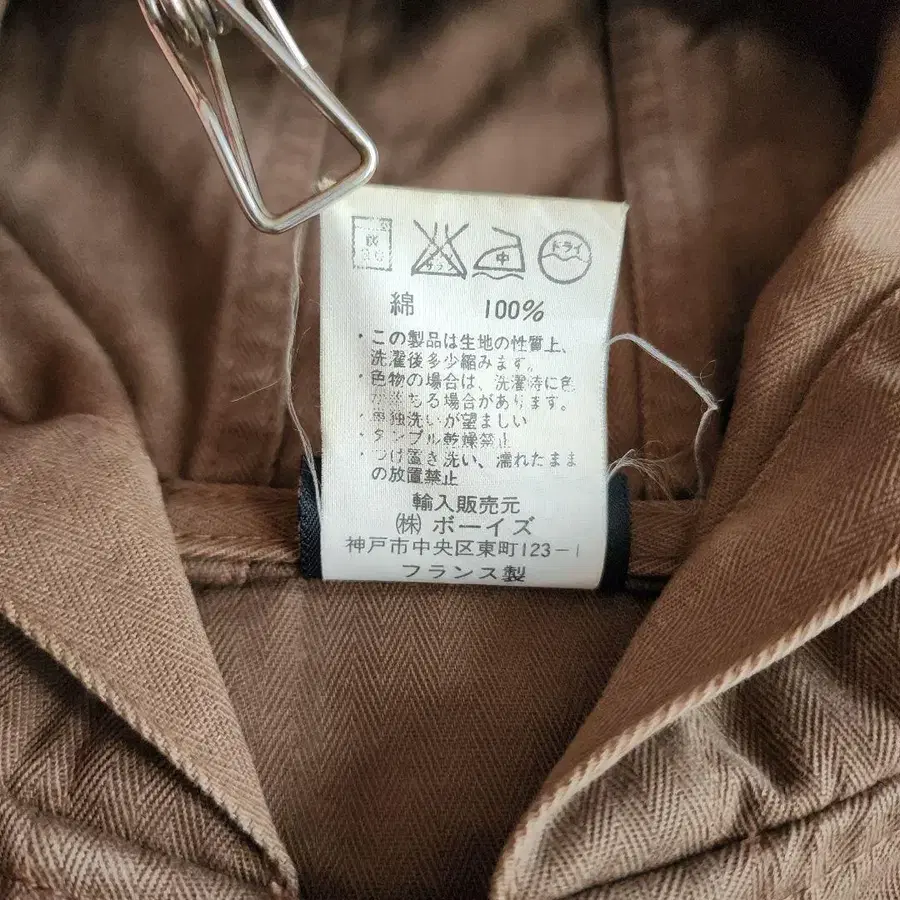 中 ドライ
綿 100%
・この製品は生地の性質上、
洗濯後多少縮みます。
・色物の場合は、洗濯時に色
落ちる場合があります。
・単独洗いが望ましい
・タンブル乾燥禁止
・つけ置き洗い、濡れたまま
の放置禁止
輸入販売元
(株) ボーイズ
神戸市中央区東町123-1
フランス製